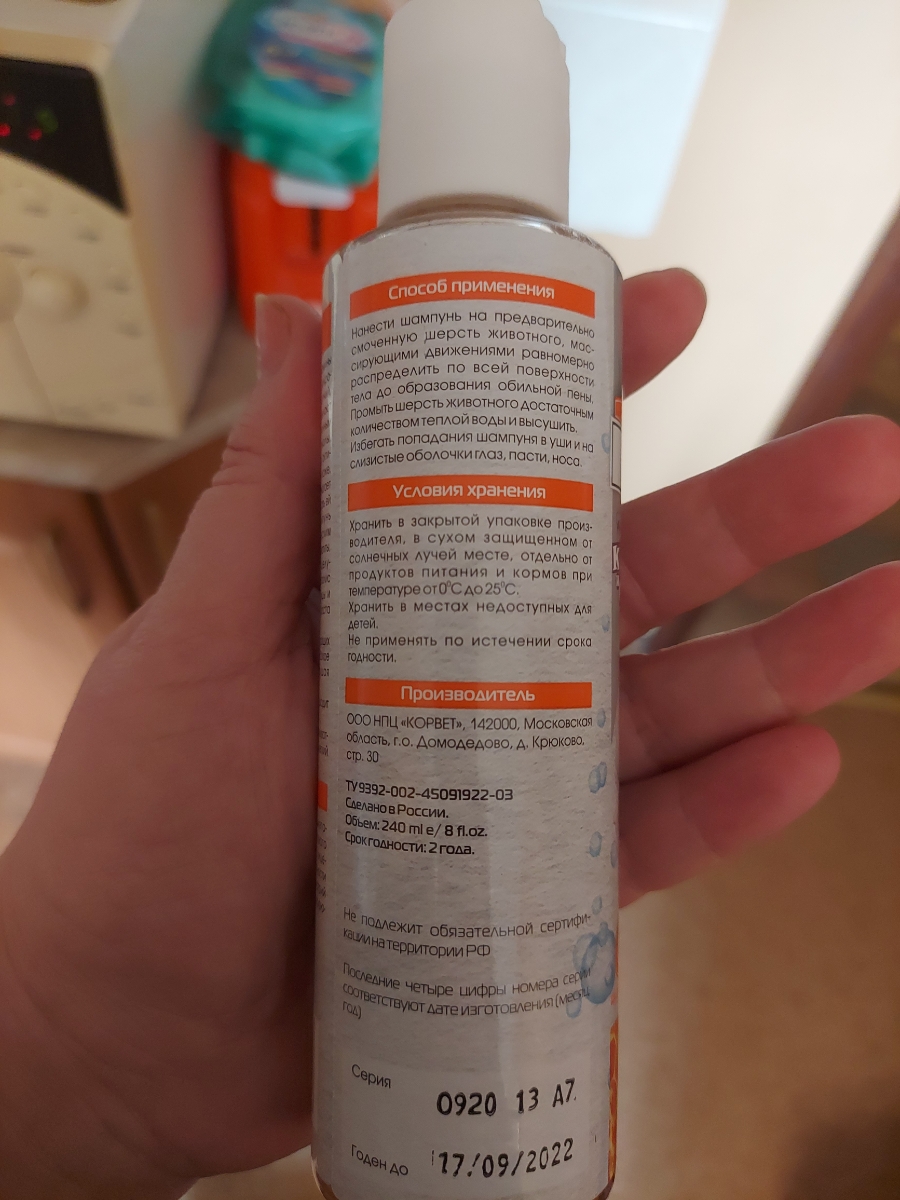 Способ применения
Нанести шампунь на предварительно
смоченную шерсть животного, мас-
сирующими движениями равномерно
распределить по всей поверхности
тела до образования обильной пены.
Промыть шерсть животного достаточным
количеством теплой воды и высушить.
Избегать попадания шампуня в уши и на
слизистые оболочки глаз, пасти, носа.
Условия хранения
Хранить в закрытой упаковке произ-
водителя, в сухом защищенном от
солнечных лучей месте, отдельно от
продуктов питания и кормов при
температуре от 0°С до 25°С.
Хранить в местах недоступных для
детей.
Не применять по истечении срока
годности.
Производитель
ООО НПЦ «КОРВЕТ», 142000, Московская
область, г.о. Домодедово, д. Крюково,
стр. 30
ТУ 9392-002-45091922-03
Сделано в России.
Объем: 240 ml e/ 8 fl.oz.
Срок годности: 2 года.
Не подлежит обязательной сертифи-
кации на территории РФ
Последние четыре цифры номера серии
соответствуют дате изготовления (месяц,
год)
Серия
0920 13 А7
Годен до
17/09/2022